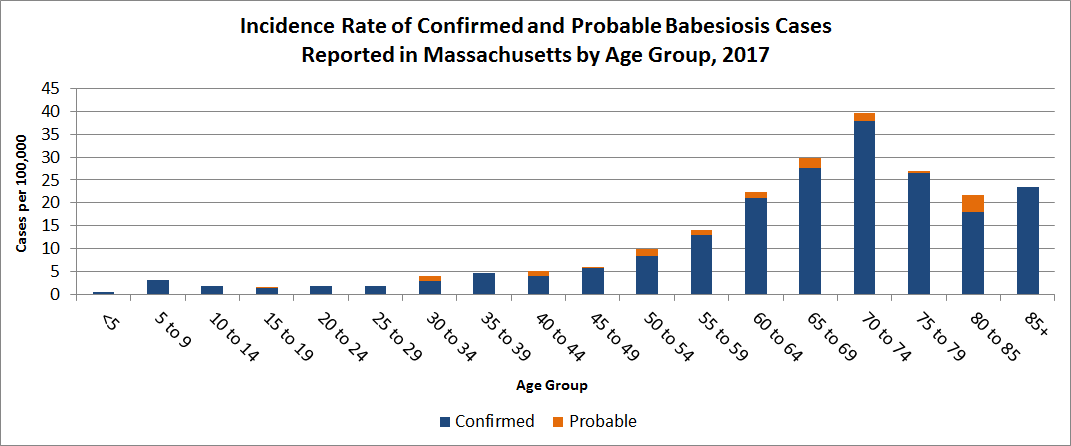 Incidence Rate of Confirmed and Probable Babesiosis Cases
Reported in Massachusetts by Age Group, 2017
Cases per 100,000
45
40
35
30
25
20
15
10
5
0
<5
5 to 9
10 to 14
15 to 19
20 to 24
25 to 29
30 to 34
35 to 39
40 to 44
45 to 49
50 to 54
55 to 59
60 to 64
65 to 69
70 to 74
75 to 79
80 to 85
85+
Age Group
Confirmed
Probable